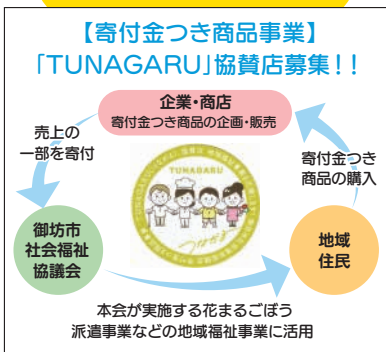 【寄付金つき商品事業】
「TUNAGARU」協賛店募集!!
企業・商店
寄付金つき商品の企画・販売
売上の
一部を寄付
寄付金つき
商品の購入
TUNAGARU
つながる
御坊市
社会福祉
協議会
地域
住民
本会が実施する花まるごぼう
派遣事業などの地域福祉事業に活用